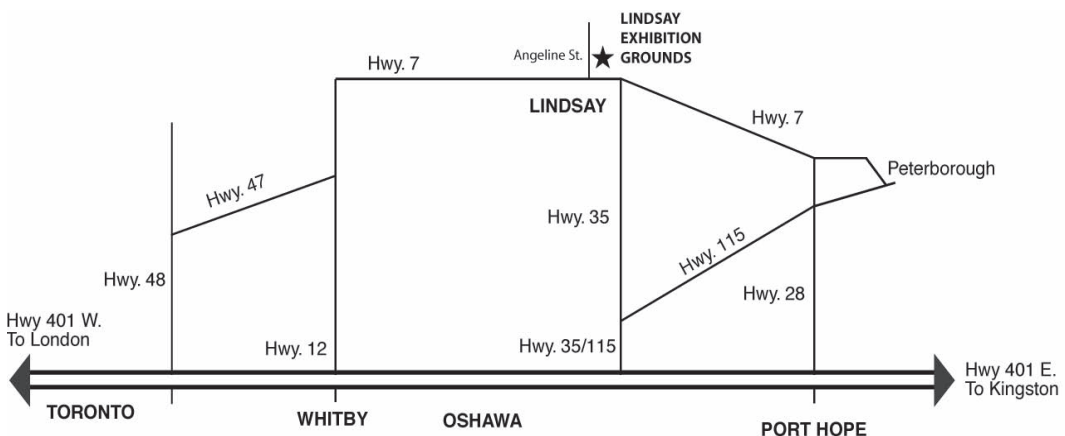 LINDSAY
EXHIBITION
GROUNDS
Angeline St.
Hwy. 7
LINDSAY
Hwy. 7
Peterborough
Hwy. 47
Hwy. 35
Hwy. 115
Hwy. 48
Hwy. 28
Hwy 401 W.
To London
Hwy. 12
Hwy. 35/115
Hwy 401 E.
To Kingston
TORONTO
WHITBY
OSHAWA
PORT HOPE